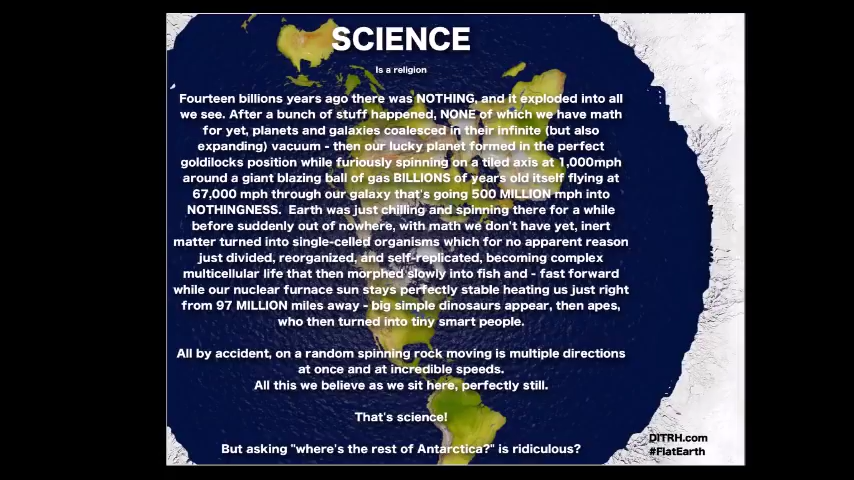 SCIENCE
Is a religion
Fourteen billions years ago there was NOTHING, and it exploded into all
we see. After a bunch of stuff happened, NONE of which we have math
for yet, planets and galaxies coalesced in their infinite (but also
expanding) vacuum - then our lucky planet formed in the perfect
goldilocks position while furiously spinning on a tiled axis at 1,000mph
around a giant blazing ball of gas BILLIONS of years old itself flying at
67,000 mph through our galaxy that's going 500 MILLION mph into
NOTHINGNESS. Earth was just chilling and spinning there for a while
before suddenly out of nowhere, with math we don't have yet, inert
matter turned into single-celled organisms which for no apparent reason
just divided, reorganized, and self-replicated, becoming complex
multicellular life that then morphed slowly into fish and - fast forward
while our nuclear furnace sun stays perfectly stable heating us just right
from 97 MILLION miles away - big simple dinosaurs appear, then apes,
who then turned into tiny smart people.
All by accident, on a random spinning rock moving is multiple directions
at once and at incredible speeds.
All this we believe as we sit here, perfectly still.
That's science!
But asking "where's the rest of Antarctica?" is ridiculous?
DITRH.com
#FlatEarth